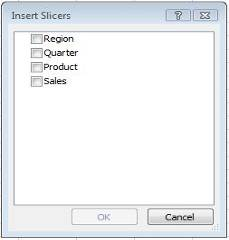 Insert Slicers
Region
Quarter
Product
Sales
OK
Cancel